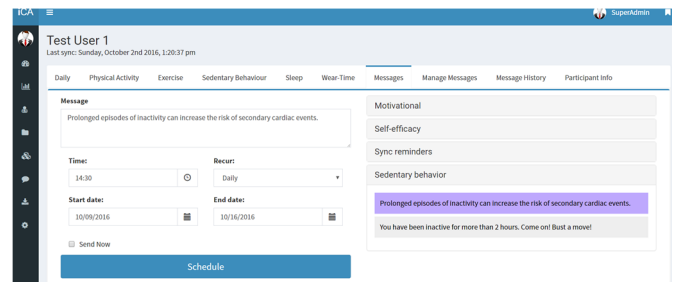 iCA
SuperAdmin
Test User 1
Last sync: Sunday, October 2nd 2016, 1:20:37 pm
Daily Physical Activity Exercise Sedentary Behaviour Sleep Wear-Time Messages Manage Messages Message History Participant Info
Message
Prolonged episodes of inactivity can increase the risk of secondary cardiac events.
Time: Recur:
14:30 Daily
Start date: End date:
10/09/2016 10/16/2016
Send Now
Schedule
Motivational
Self-efficacy
Sync reminders
Sedentary behavior
Prolonged episodes of inactivity can increase the risk of secondary cardiac events.
You have been inactive for more than 2 hours. Come on! Bust a move!